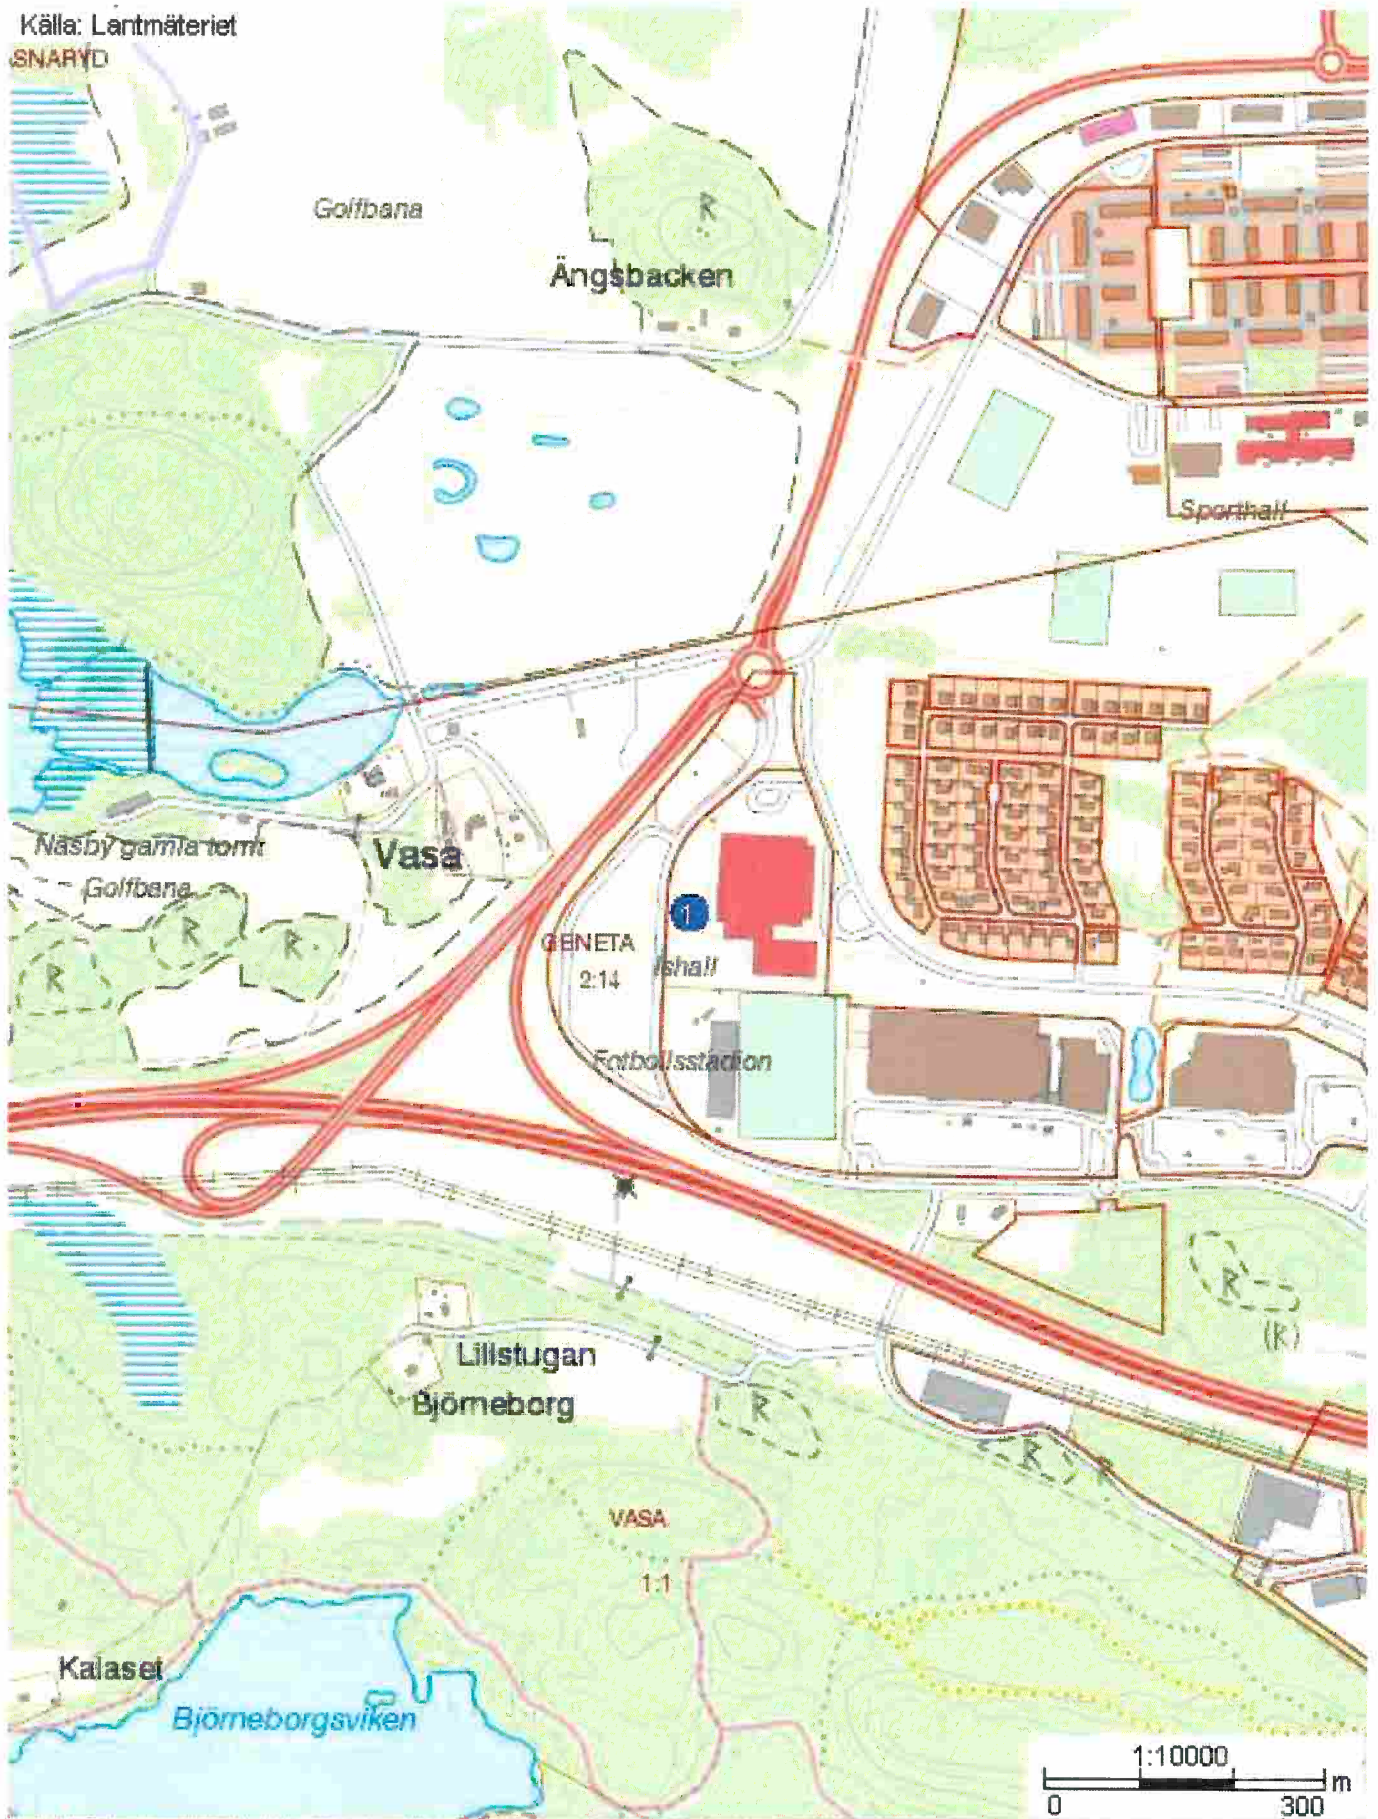 Källa: Lantmäteriet
SNARYD
Golfbana
R
Ängsbacken
Sporthall
Näsby gamla tomt
Vasa
Golfbana
R
R
R
1
GENETA
2:14
Ishall
Fotbollsstadion
R
(R)
Lillstugan
Björneborg
R
R
VASA
1:1
Kalaset
Björneborgsviken
1:10000
m
0 300